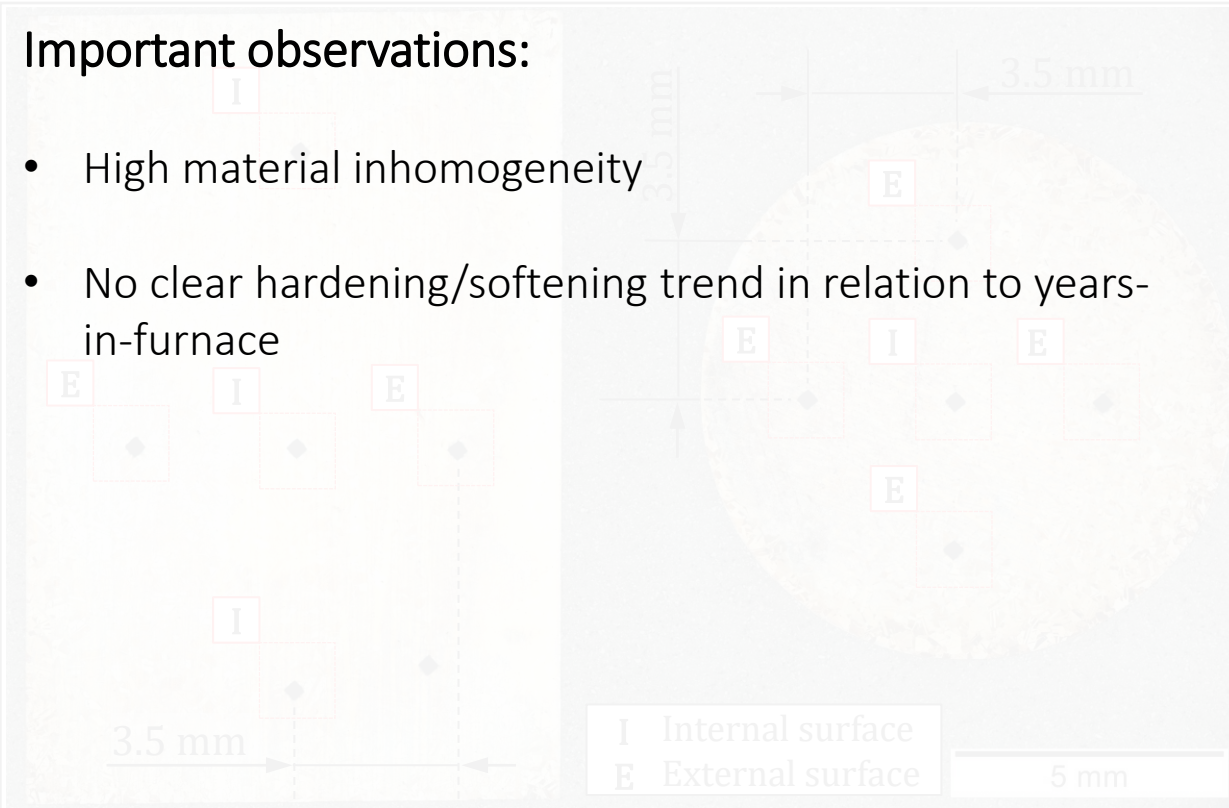 Important observations:
I
3.5 mm
3.5 mm
• High material inhomogeneity
E
• No clear hardening/softening trend in relation to years-
in-furnace
E
I
E
E
I
E
E
I
3.5 mm
I Internal surface
E External surface
5 mm